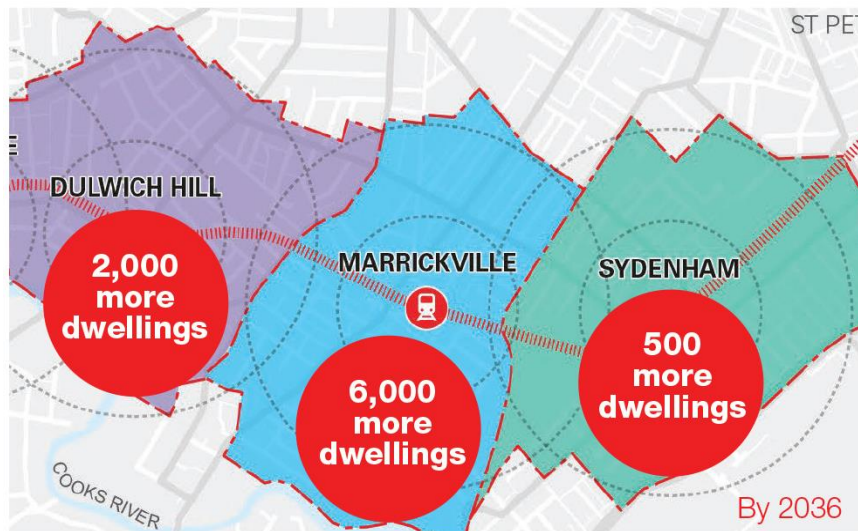 ST PET
E
DULWICH HILL
2,000
more
dwellings
MARRICKVILLE
6,000
more
dwellings
SYDENHAM
500
more
dwellings
COOKS RIVER
By 2036